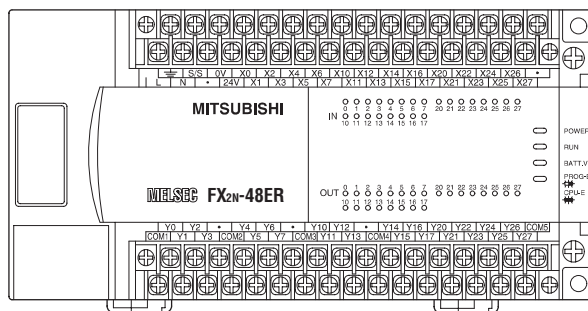 S/S 0V X0 X2 X4 X6 X10 X12 X14 X16 X20 X22 X24 X26 •
L N • 24V X1 X3 X5 X7 X11 X13 X15 X17 X21 X23 X25 X27
MITSUBISHI
0 1 2 3 4 5 6 7 20 21 22 23 24 25 26 27
IN
10 11 12 13 14 15 16 17
POWER
RUN
BATT.V
PROG-E
CPU-E
MELSEC FX2N-48ER
0 1 2 3 4 5 6 7 20 21 22 23 24 25 26 27
OUT
10 11 12 13 14 15 16 17
Y0 Y2 • Y4 Y6 • Y10 Y12 • Y14 Y16 Y20 Y22 Y24 Y26 COM5
COM1 Y1 Y3 COM2 Y5 Y7 COM3 Y11 Y13 COM4 Y15 Y17 Y21 Y23 Y25 Y27